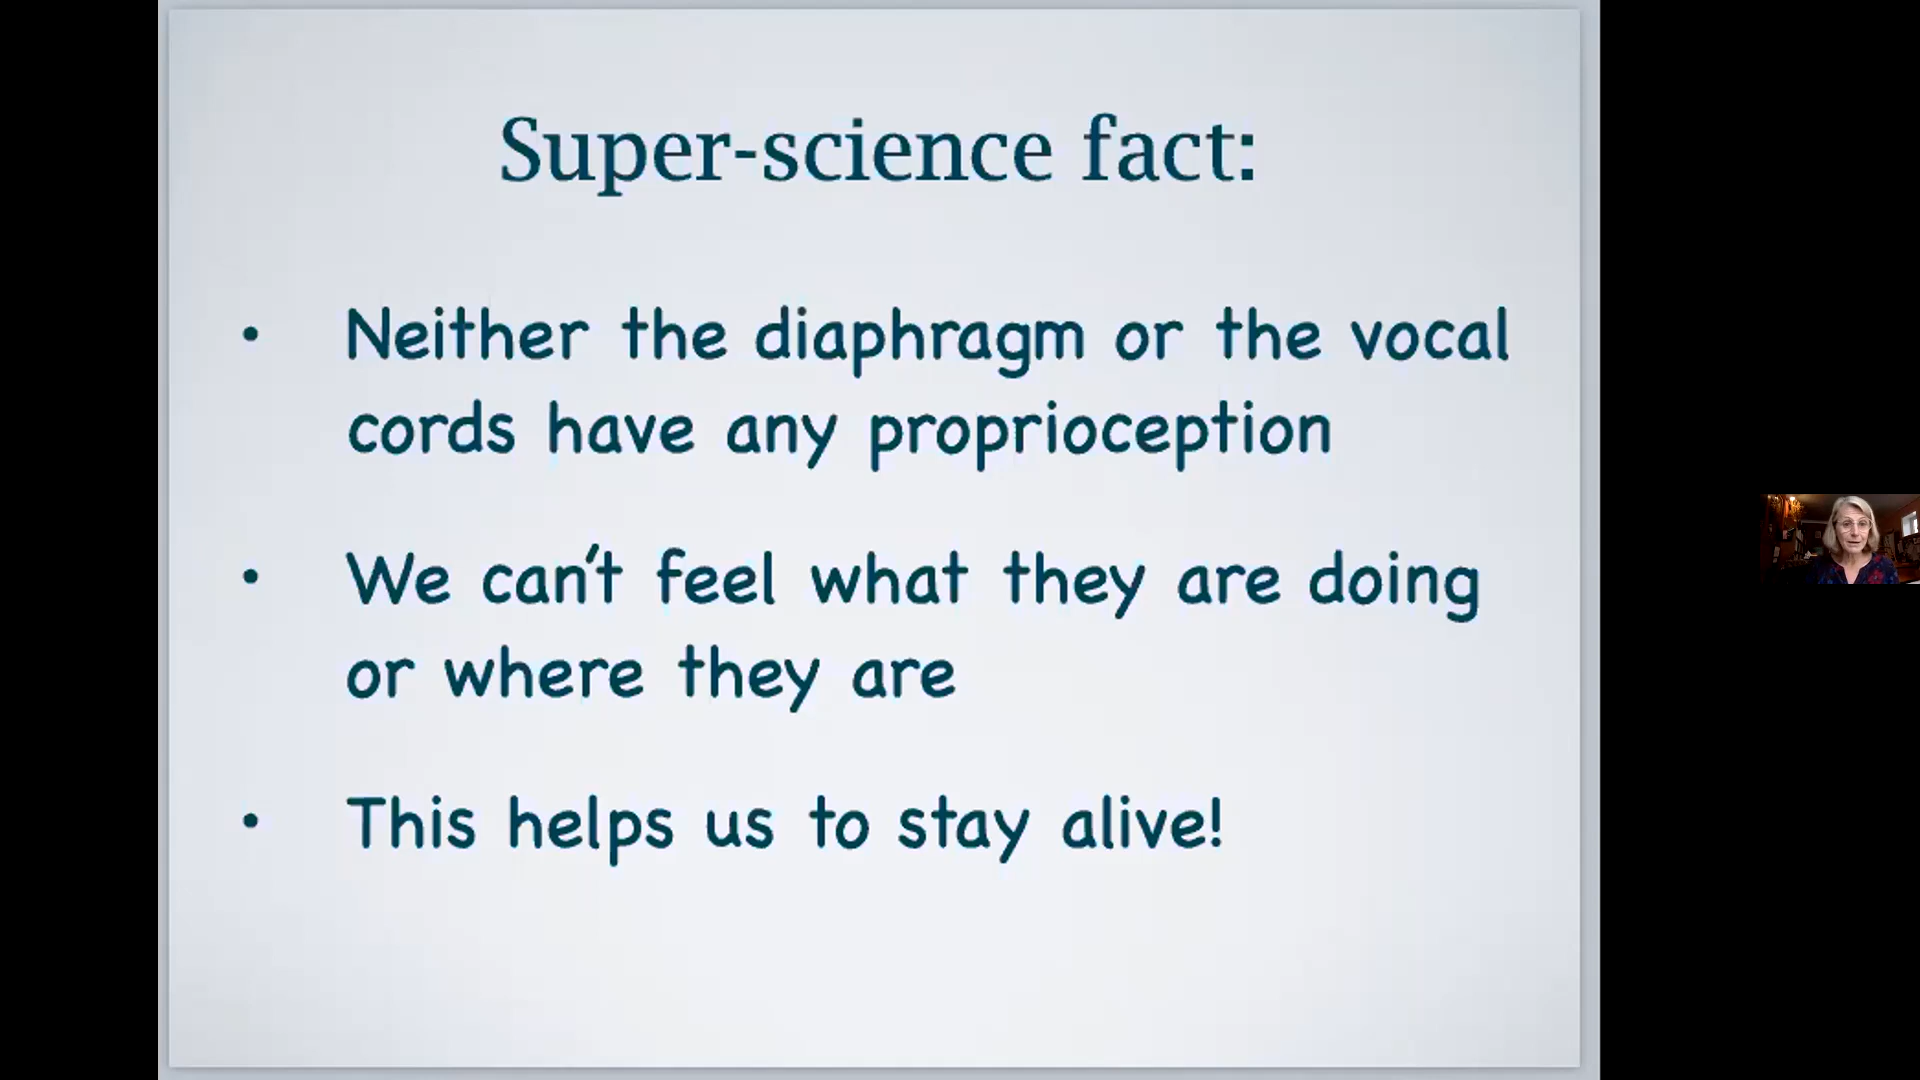 Super-science fact:
• Neither the diaphragm or the vocal
cords have any proprioception
• We can't feel what they are doing
or where they are
• This helps us to stay alive!